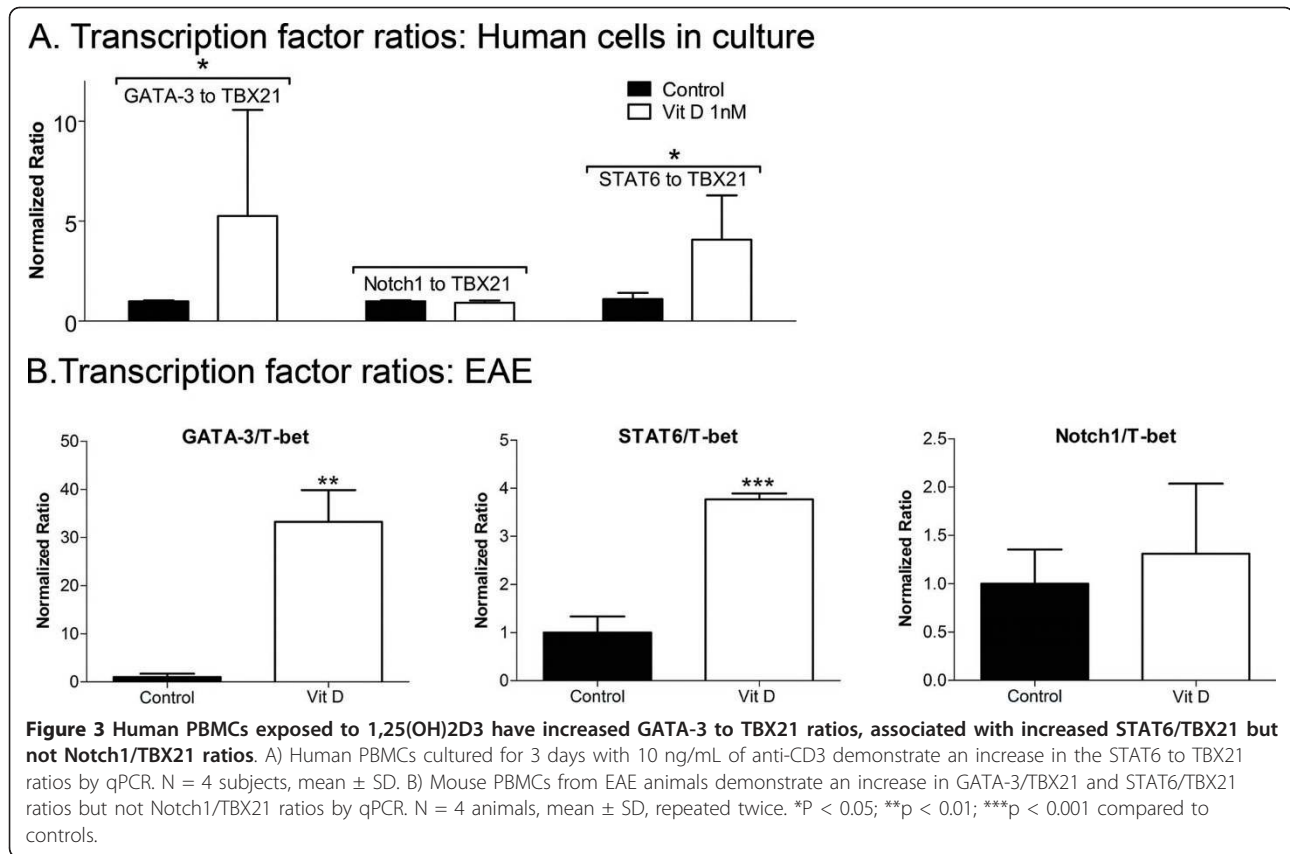 A. Transcription factor ratios: Human cells in culture
*
GATA-3 to TBX21
Control
Vit D 1nM
*
STAT6 to TBX21
Notch1 to TBX21
Normalized Ratio
10
5
0
B.Transcription factor ratios: EAE
GATA-3/T-bet
Normalized Ratio
50
40
30
20
10
0
**
Control
Vit D
STAT6/T-bet
Normalized Ratio
5
4
3
2
1
0
***
Control
Vit D
Notch1/T-bet
Normalized Ratio
2.5
2.0
1.5
1.0
0.5
0.0
Control
Vit D
Figure 3 Human PBMCs exposed to 1,25(OH)2D3 have increased GATA-3 to TBX21 ratios, associated with increased STAT6/TBX21 but
not Notch1/TBX21 ratios. A) Human PBMCs cultured for 3 days with 10 ng/mL of anti-CD3 demonstrate an increase in the STAT6 to TBX21
ratios by qPCR. N = 4 subjects, mean ± SD. B) Mouse PBMCs from EAE animals demonstrate an increase in GATA-3/TBX21 and STAT6/TBX21
ratios but not Notch1/TBX21 ratios by qPCR. N = 4 animals, mean ± SD, repeated twice. *P < 0.05; **p < 0.01; ***p < 0.001 compared to
controls.